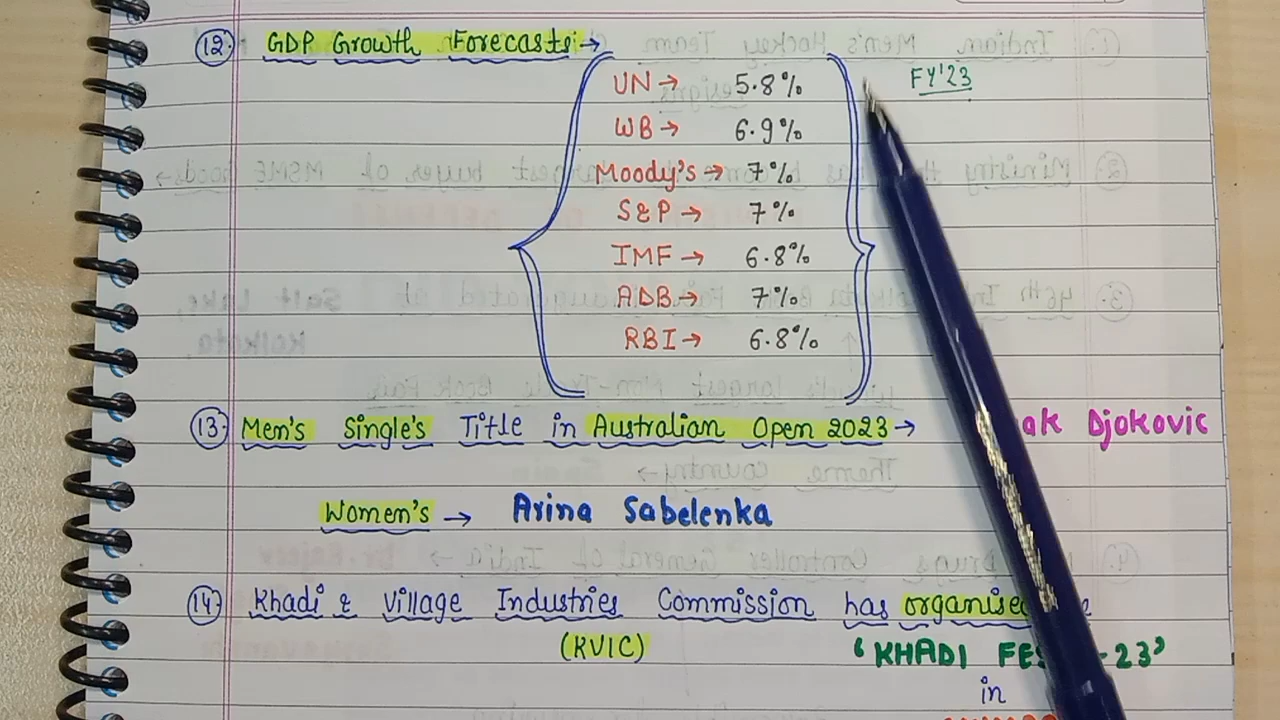 12. GDP Growth Forecasts →
FY'23
UN → 5.8%
WB → 6.9%
Moody's → 7%
S&P → 7%
IMF → 6.8%
ADB → 7%
RBI → 6.8%
13. Men's Single's Title in Australian Open 2023 → ak Djokovic
Women's → Arina Sabelenka
14. Khadi & Village Industries Commission has organise
(KVIC) 'KHADI FES -23'
in